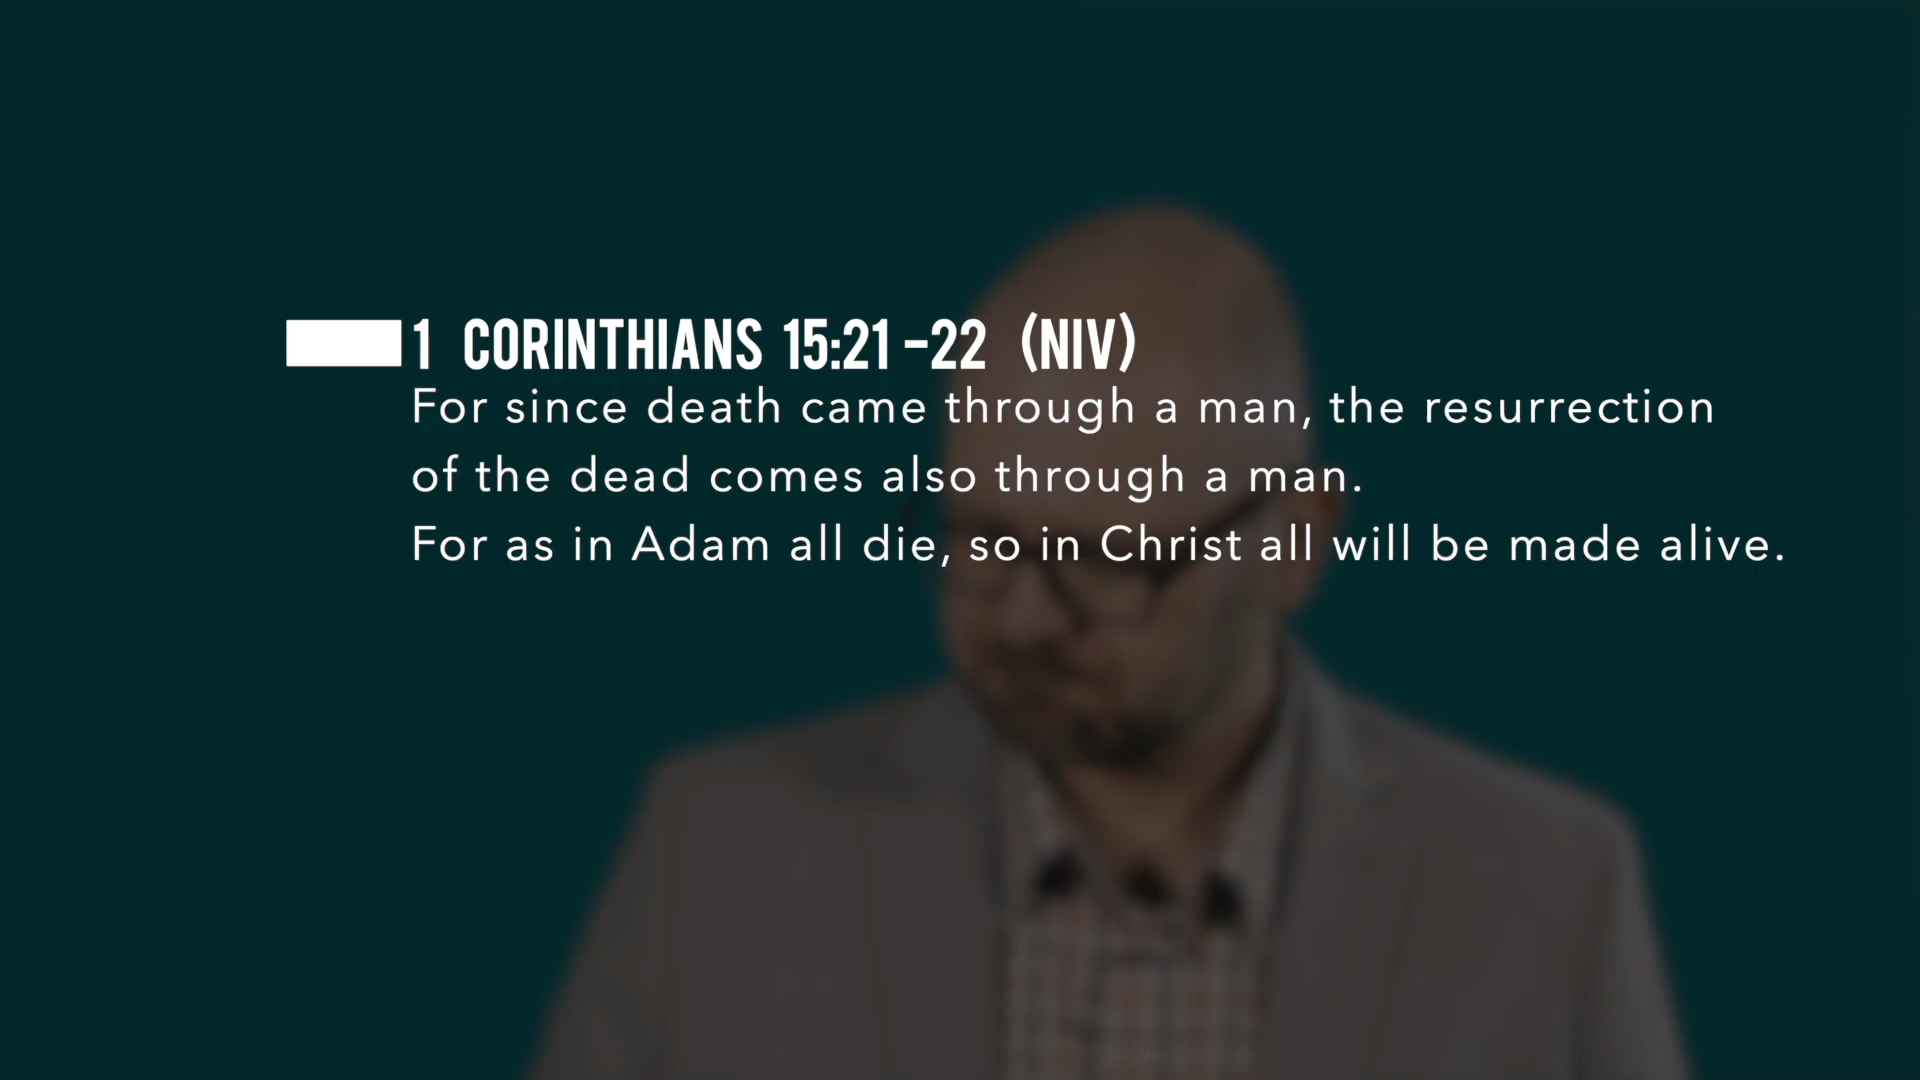 1 CORINTHIANS 15:21-22 (NIV)
For since death came through a man, the resurrection
of the dead comes also through a man.
For as in Adam all die, so in Christ all will be made alive.